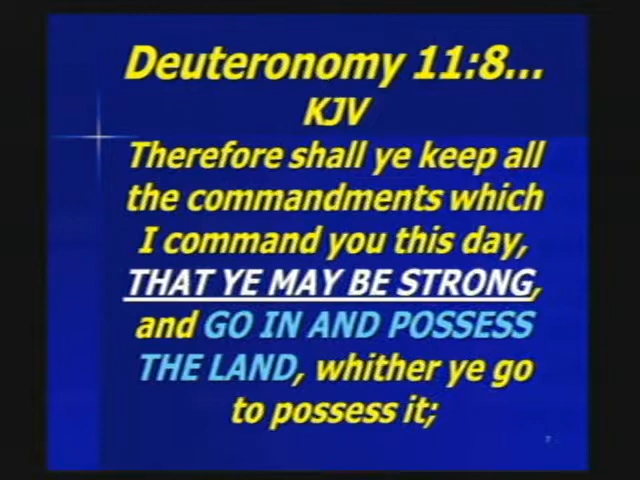 Deuteronomy 11:8...
KJV
Therefore shall ye keep all
the commandments which
I command you this day,
THAT YE MAY BE STRONG,
and GO IN AND POSSESS
THE LAND, whither ye go
to possess it;
7